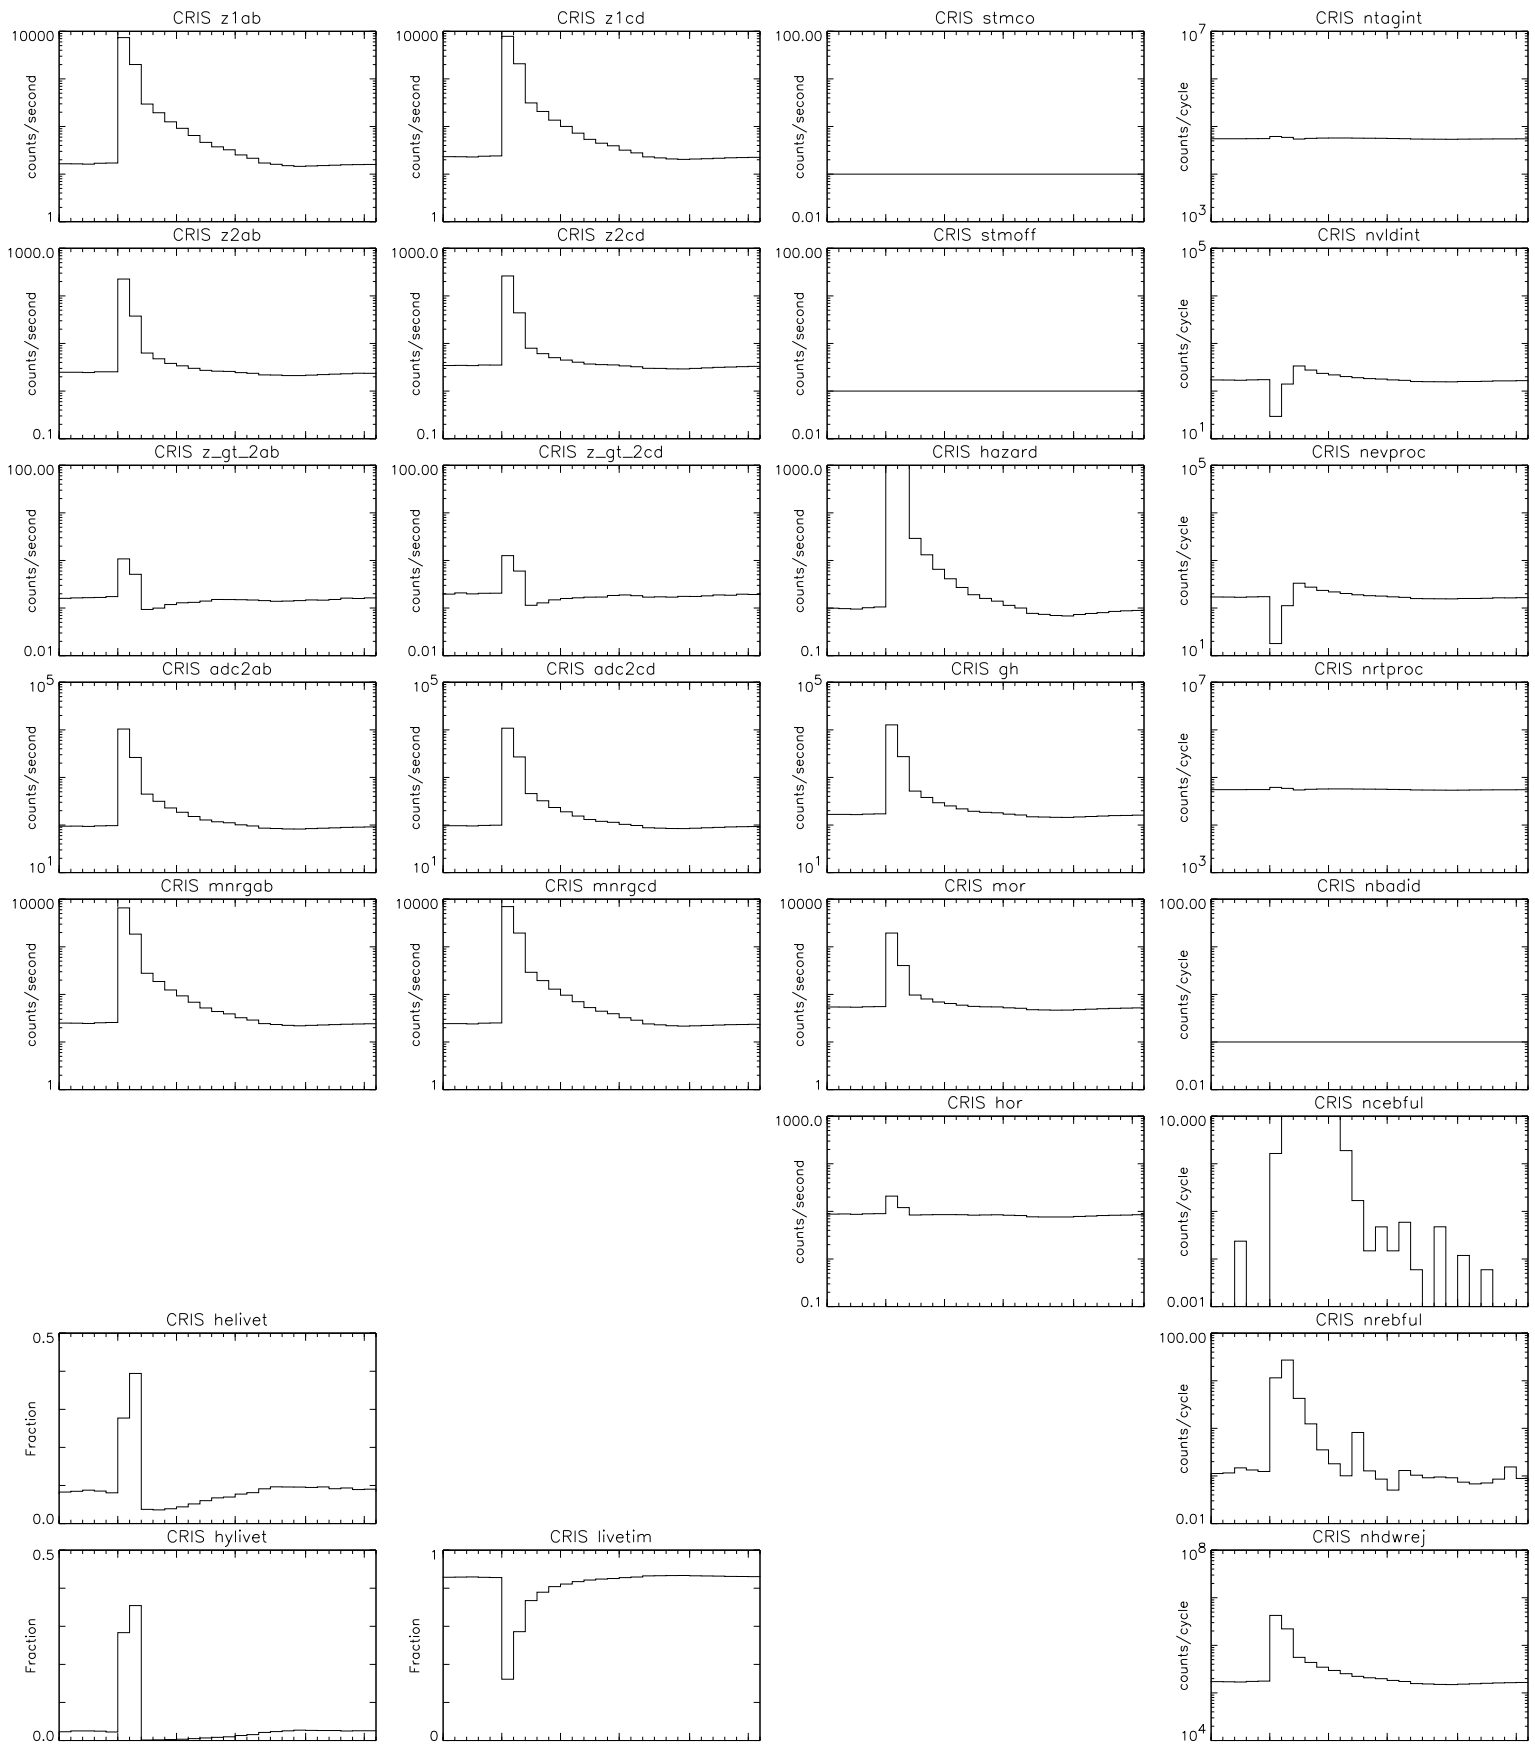 CRIS z1ab
10000
counts/second
1
CRIS z1cd
10000
counts/second
1
CRIS stmco
100.00
counts/second
0.01
CRIS ntagint
10^7
counts/cycle
10^3
CRIS z2ab
1000.0
counts/second
0.1
CRIS z2cd
1000.0
counts/second
0.1
CRIS stmoff
100.00
counts/second
0.01
CRIS nvldint
10^5
counts/cycle
10^1
CRIS z_gt_2ab
100.00
counts/second
0.01
CRIS z_gt_2cd
100.00
counts/second
0.01
CRIS hazard
1000.0
counts/second
0.1
CRIS nevproc
10^5
counts/cycle
10^1
CRIS adc2ab
10^5
counts/second
10^1
CRIS adc2cd
10^5
counts/second
10^1
CRIS gh
10^5
counts/second
10^1
CRIS nrtproc
10^7
counts/cycle
10^3
CRIS mnrgab
10000
counts/second
1
CRIS mnrgcd
10000
counts/second
1
CRIS mor
10000
counts/second
1
CRIS nbadid
100.00
counts/cycle
0.01
CRIS hor
1000.0
counts/second
0.1
CRIS ncebful
10.000
counts/cycle
0.001
CRIS helivet
0.5
Fraction
0.0
CRIS nrebful
100.00
counts/cycle
0.01
CRIS hylivet
0.5
Fraction
0.0
CRIS livetim
1
Fraction
0
CRIS nhdwrej
10^8
counts/cycle
10^4